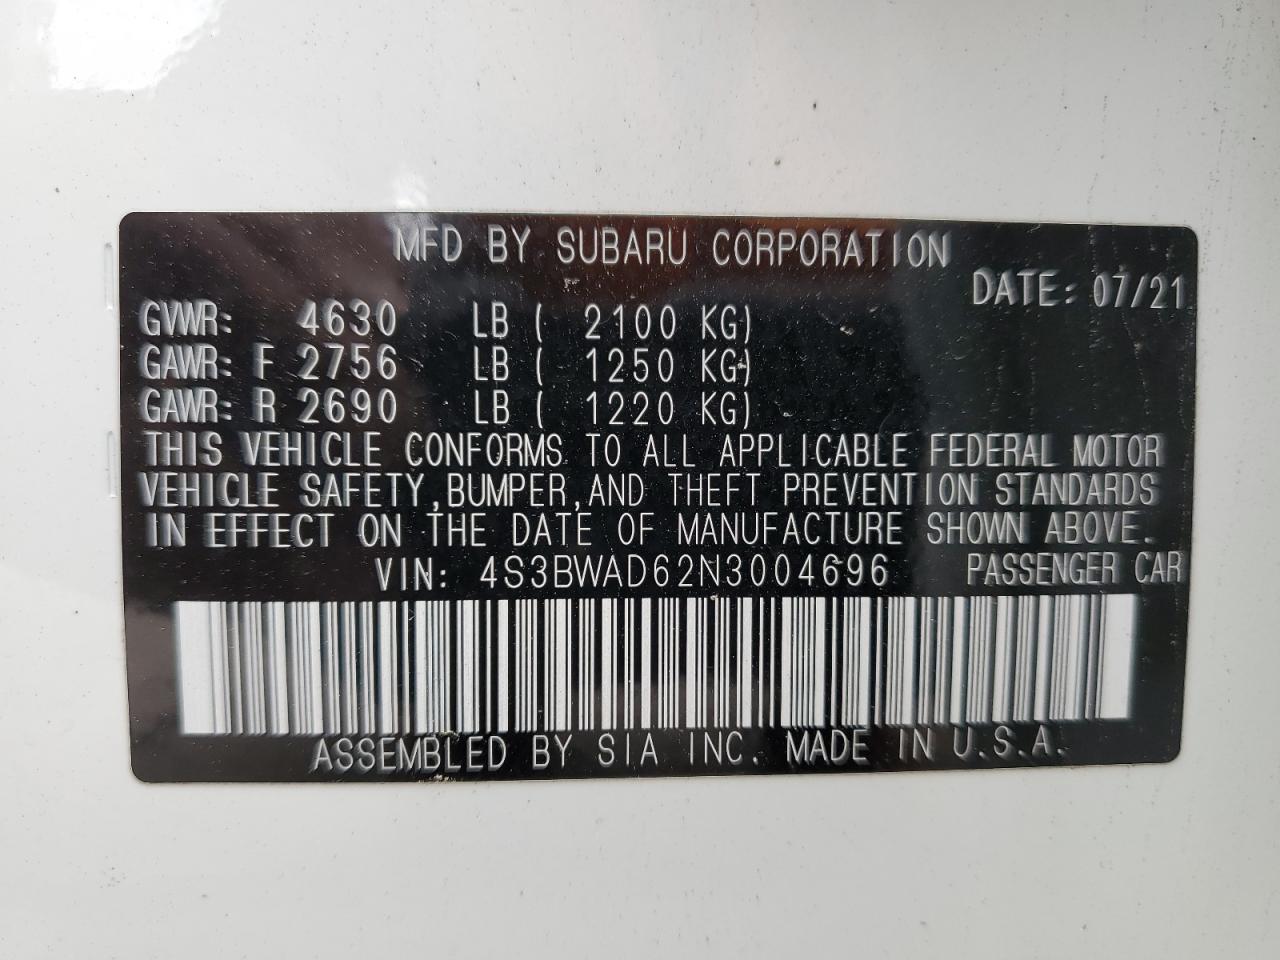 MFD BY SUBARU CORPORATION
DATE: 07/21
GVWR: 4630 LB ( 2100 KG)
GAWR: F 2756 LB ( 1250 KG)
GAWR: R 2690 LB ( 1220 KG)
THIS VEHICLE CONFORMS TO ALL APPLICABLE FEDERAL MOTOR
VEHICLE SAFETY,BUMPER,AND THEFT PREVENTION STANDARDS
IN EFFECT ON THE DATE OF MANUFACTURE SHOWN ABOVE.
VIN: 4S3BWAD62N3004696 PASSENGER CAR
ASSEMBLED BY SIA INC. MADE IN U.S.A.